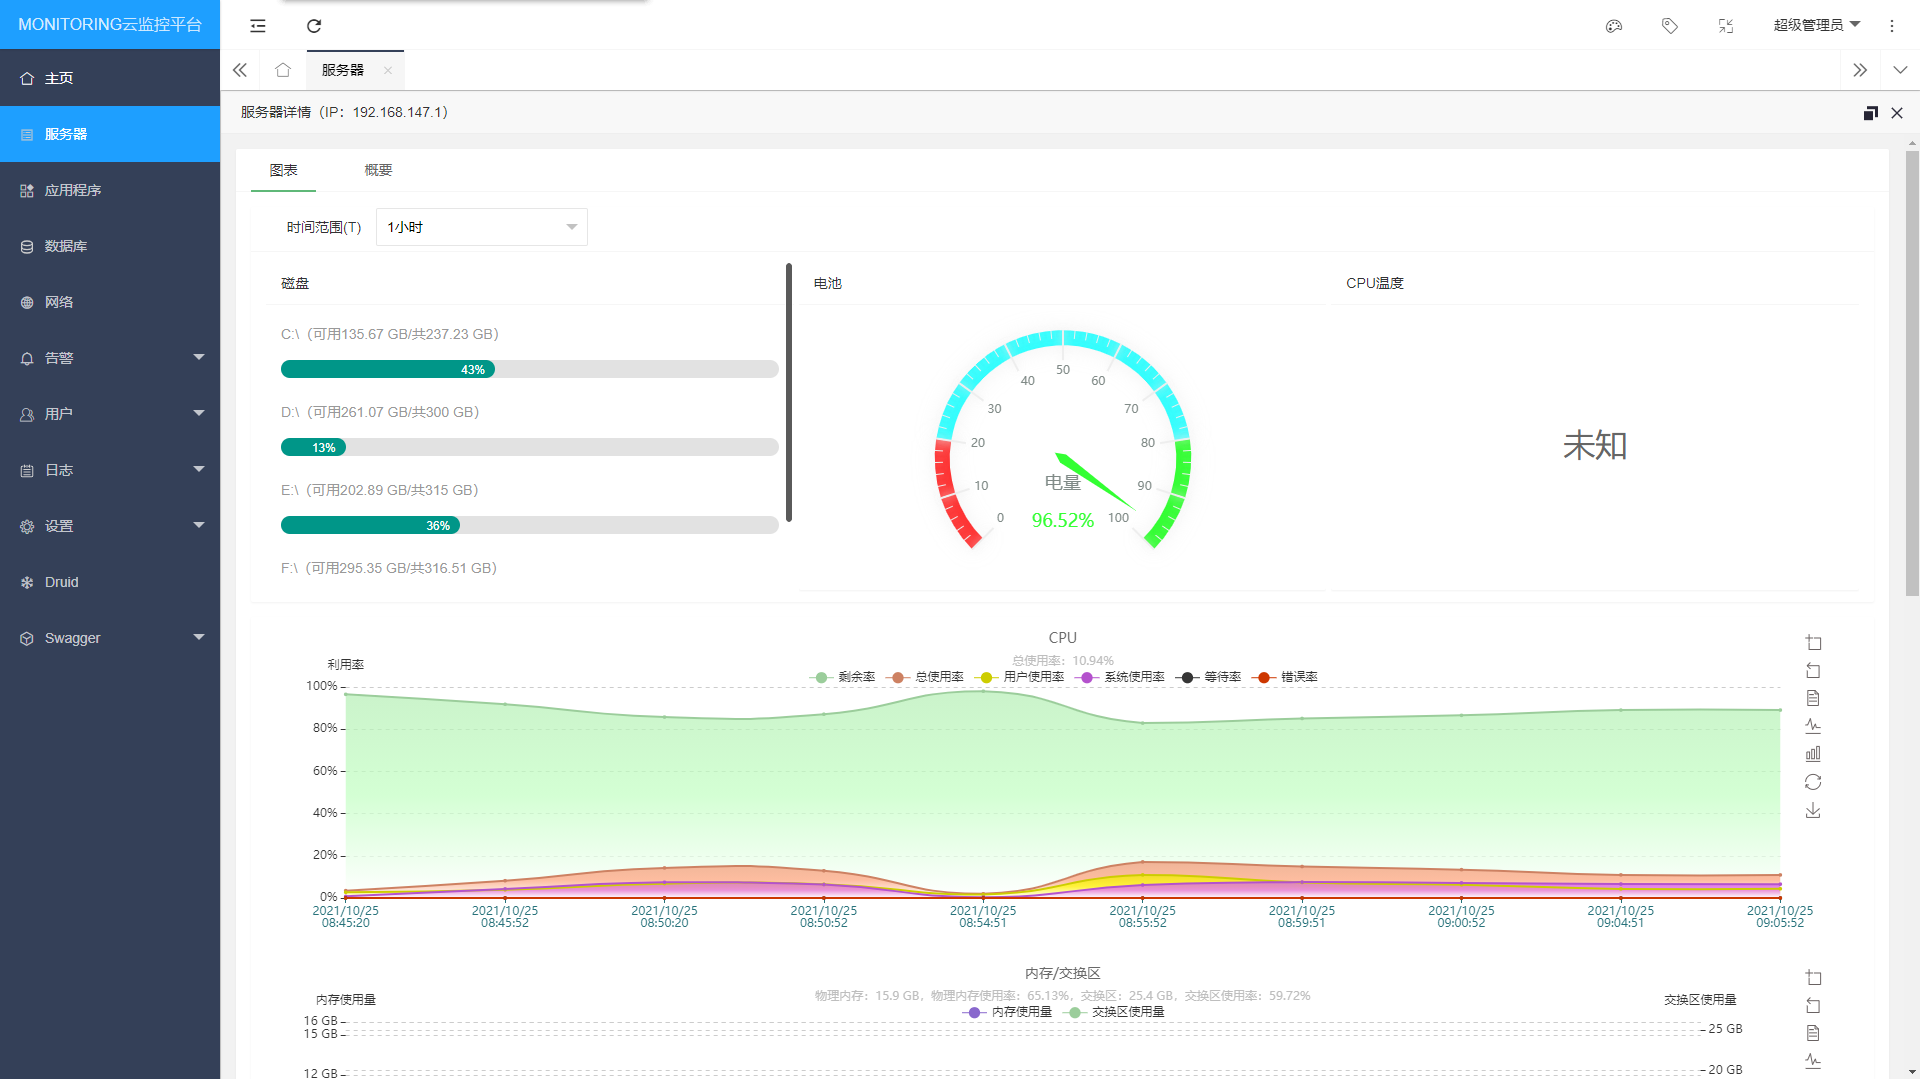 MONITORING云监控平台
超级管理员
主页
服务器
服务器
应用程序
数据库
网络
告警
用户
日志
设置
Druid
Swagger
服务器详情（IP：192.168.147.1）
图表
概要
时间范围(T)
1小时
磁盘
C:\（可用135.67 GB/共237.23 GB）
43%
D:\（可用261.07 GB/共300 GB）
13%
E:\（可用202.89 GB/共315 GB）
36%
F:\（可用295.35 GB/共316.51 GB）
电池
0
10
20
30
40
50
60
70
80
90
100
电量
96.52%
CPU温度
未知
CPU
总使用率：10.94%
利用率
剩余率
总使用率
用户使用率
系统使用率
等待率
错误率
100%
80%
60%
40%
20%
0%
2021/10/25
08:45:20
2021/10/25
08:45:52
2021/10/25
08:50:20
2021/10/25
08:50:52
2021/10/25
08:54:51
2021/10/25
08:55:52
2021/10/25
08:59:51
2021/10/25
09:00:52
2021/10/25
09:04:51
2021/10/25
09:05:52
内存/交换区
物理内存：15.9 GB，物理内存使用率：65.13%，交换区：25.4 GB，交换区使用率：59.72%
内存使用量
交换区使用量
内存使用量
交换区使用量
16 GB
15 GB
12 GB
25 GB
20 GB